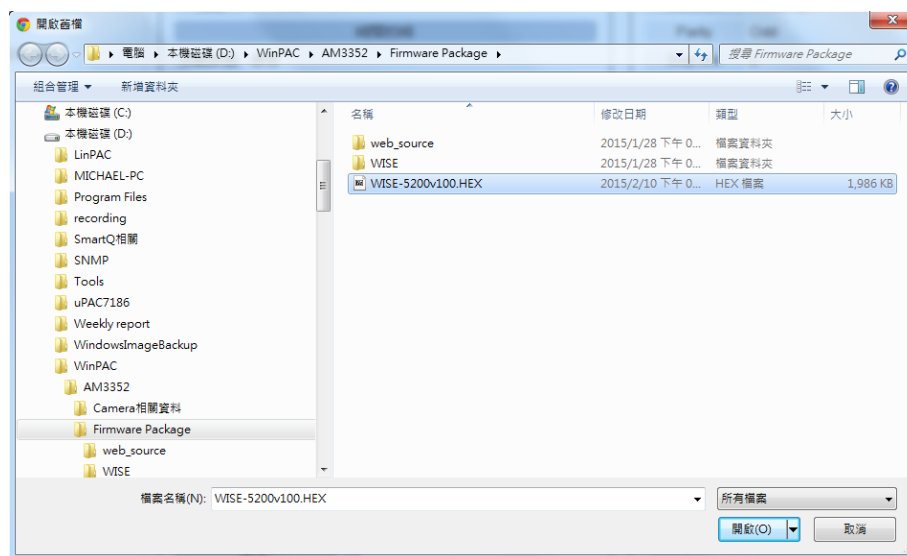 開啟舊檔
電腦 ▸ 本機磁碟 (D:) ▸ WinPAC ▸ AM3352 ▸ Firmware Package ▸
搜尋 Firmware Package
組合管理 ▼ 新增資料夾
本機磁碟 (C:)
本機磁碟 (D:)
LinPAC
MICHAEL-PC
Program Files
recording
SmartQ相關
SNMP
Tools
uPAC7186
Weekly report
WindowsImageBackup
WinPAC
AM3352
Camera相關資料
Firmware Package
web_source
WISE
名稱 修改日期 類型 大小
web_source 2015/1/28 下午 0... 檔案資料夾
WISE 2015/1/28 下午 0... 檔案資料夾
WISE-5200v100.HEX 2015/2/10 下午 0... HEX 檔案 1,986 KB
檔案名稱(N): WISE-5200v100.HEX
所有檔案
開啟(O) 取消